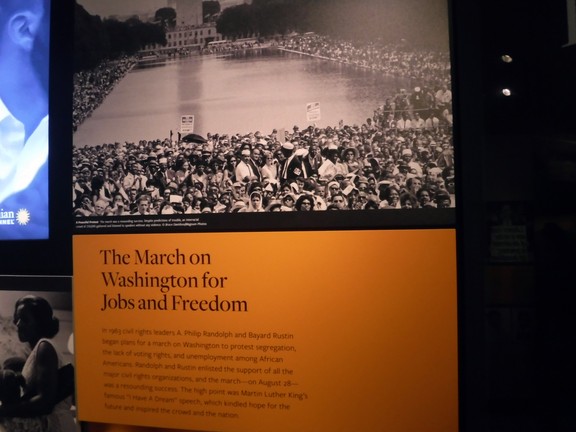 A Peaceful Protest
The March on
Washington for
Jobs and Freedom
In 1963 civil rights leaders A. Philip Randolph and Bayard Rustin
began plans for a march on Washington to protest segregation,
the lack of voting rights, and unemployment among African
Americans. Randolph and Rustin enlisted the support of all the
major civil rights organizations, and the march—on August 28—
was a resounding success. The high point was Martin Luther King's
famous "I Have A Dream" speech, which kindled hope for the
future and inspired the crowd and the nation.